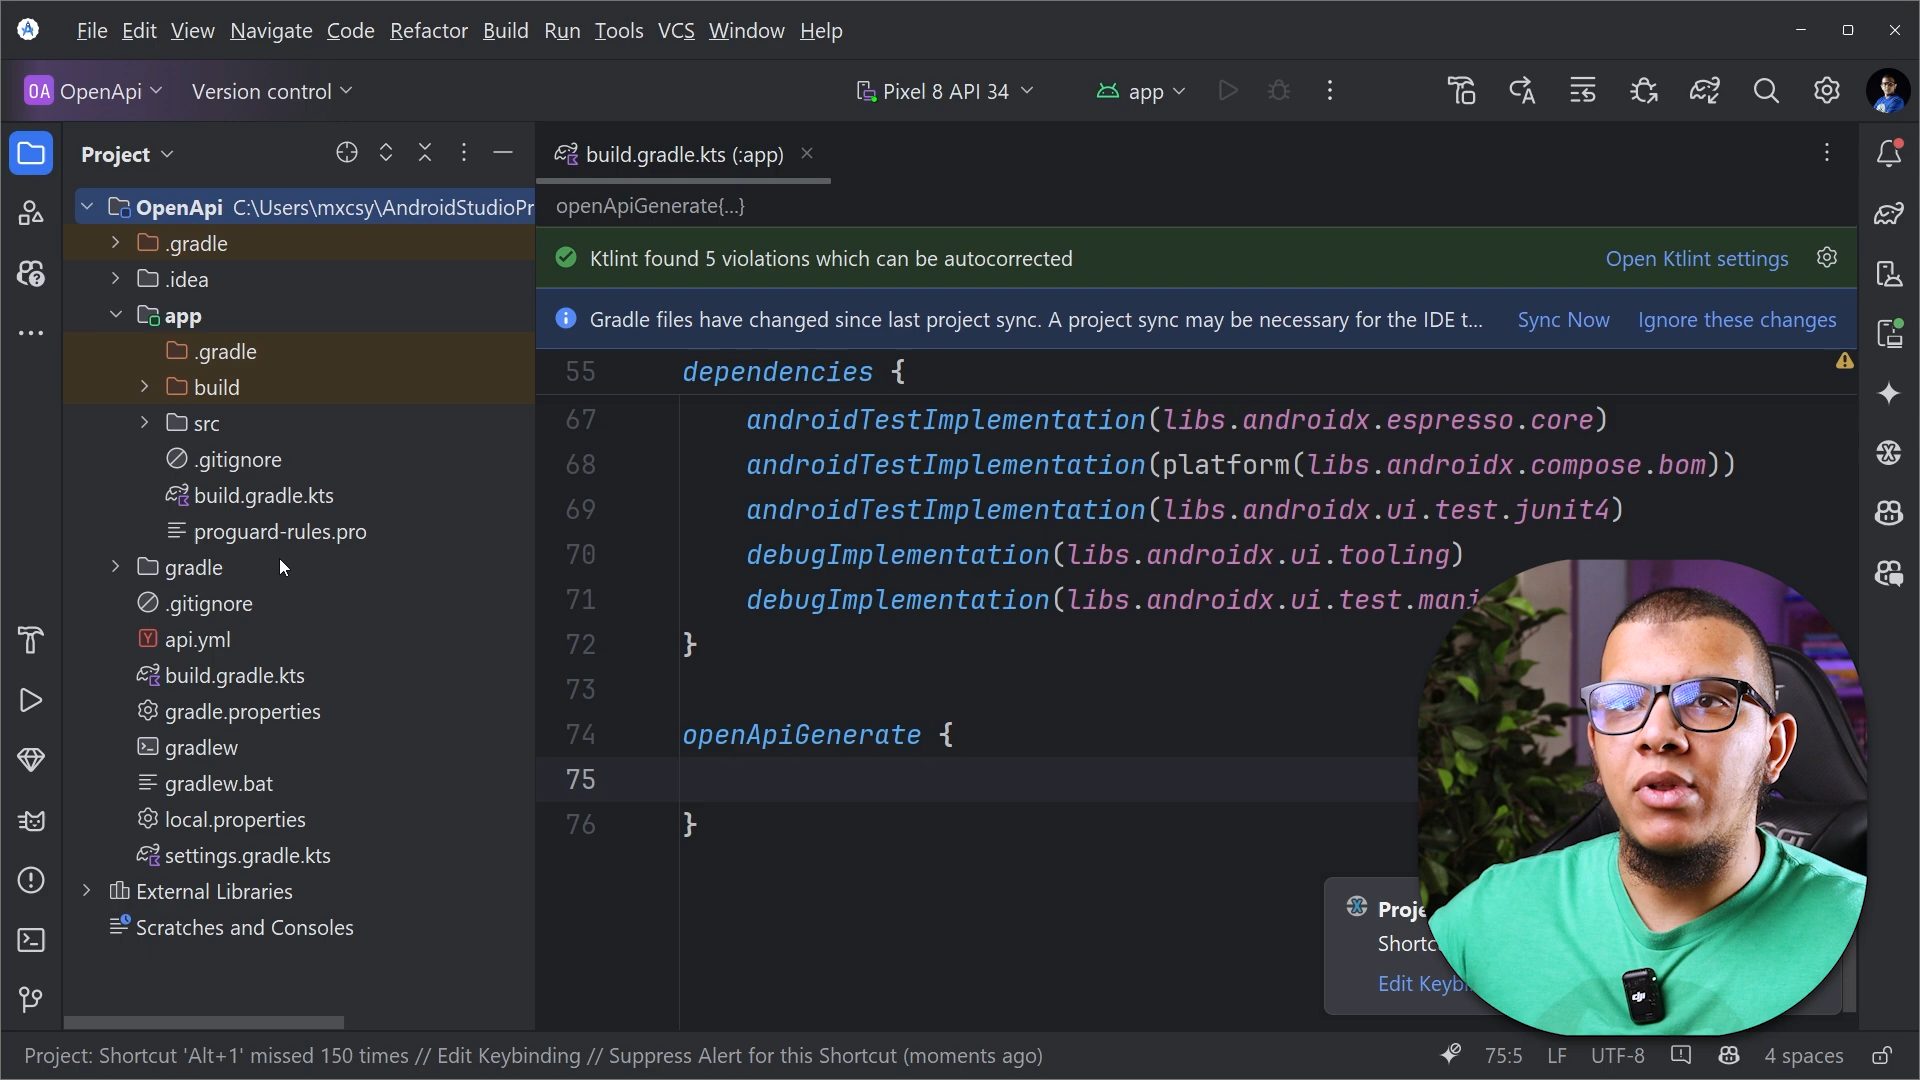 File Edit View Navigate Code Refactor Build Run Tools VCS Window Help
OA OpenApi Version control Pixel 8 API 34 app
Project
build.gradle.kts (:app)
OpenApi C:\Users\mxcsy\AndroidStudioPr
.gradle
.idea
app
.gradle
build
src
.gitignore
build.gradle.kts
proguard-rules.pro
gradle
.gitignore
api.yml
build.gradle.kts
gradle.properties
gradlew
gradlew.bat
local.properties
settings.gradle.kts
External Libraries
Scratches and Consoles
openApiGenerate{...}
Ktlint found 5 violations which can be autocorrected Open Ktlint settings
Gradle files have changed since last project sync. A project sync may be necessary for the IDE t... Sync Now Ignore these changes
55 dependencies {
67 androidTestImplementation(libs.androidx.espresso.core)
68 androidTestImplementation(platform(libs.androidx.compose.bom))
69 androidTestImplementation(libs.androidx.ui.test.junit4)
70 debugImplementation(libs.androidx.ui.tooling)
71 debugImplementation(libs.androidx.ui.test.mani
72 }
73
74 openApiGenerate {
75
76 }
Proje
Shortc
Edit Keybi
dji
Project: Shortcut 'Alt+1' missed 150 times // Edit Keybinding // Suppress Alert for this Shortcut (moments ago)
75:5 LF UTF-8 4 spaces